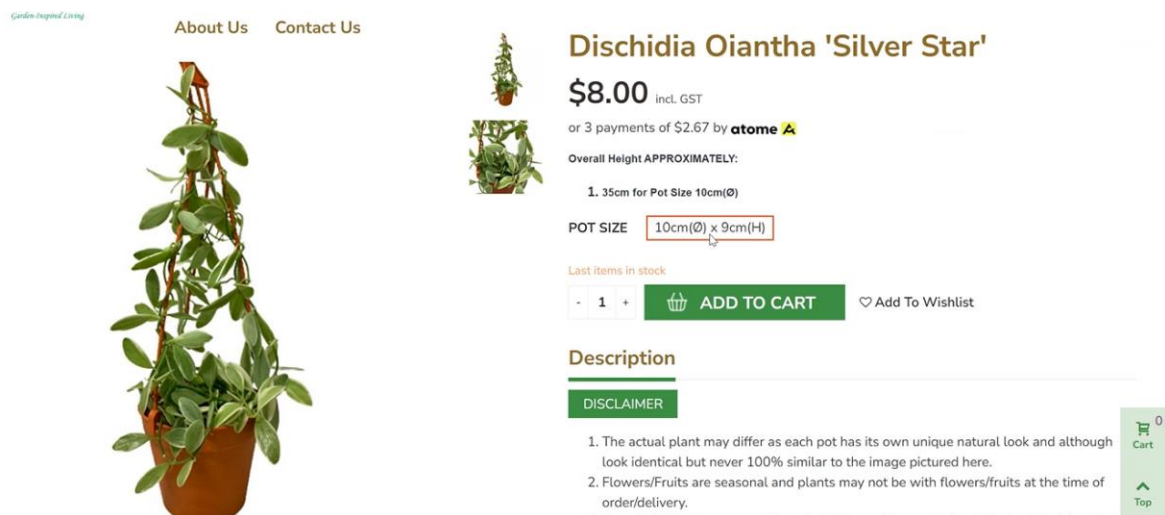 Garden-Inspired Living
About Us
Contact Us
Dischidia Oiantha 'Silver Star'
$8.00 incl. GST
or 3 payments of $2.67 by atome A
Overall Height APPROXIMATELY:
1. 35cm for Pot Size 10cm(Ø)
POT SIZE 10cm(Ø) x 9cm(H)
Last items in stock
- 1 + ADD TO CART Add To Wishlist
Description
DISCLAIMER
1. The actual plant may differ as each pot has its own unique natural look and although
look identical but never 100% similar to the image pictured here.
2. Flowers/Fruits are seasonal and plants may not be with flowers/fruits at the time of
order/delivery.
0
Cart
Top